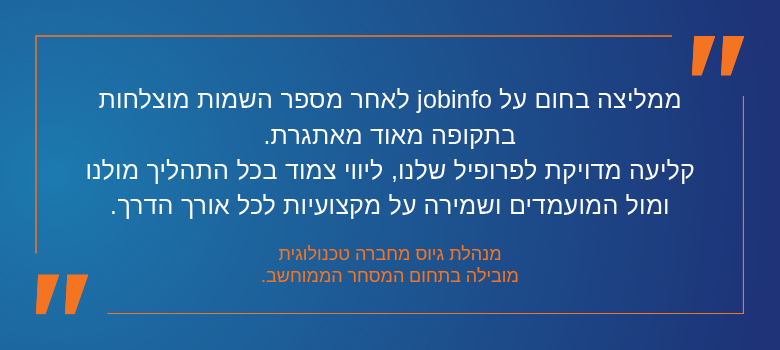 ממליצה בחום על jobinfo לאחר מספר השמות מוצלחות
בתקופה מאוד מאתגרת.
קליעה מדויקת לפרופיל שלנו, ליווי צמוד בכל התהליך מולנו
ומול המועמדים ושמירה על מקצועיות לכל אורך הדרך.
מנהלת גיוס מחברה טכנולוגית
מובילה בתחום המסחר הממוחשב.